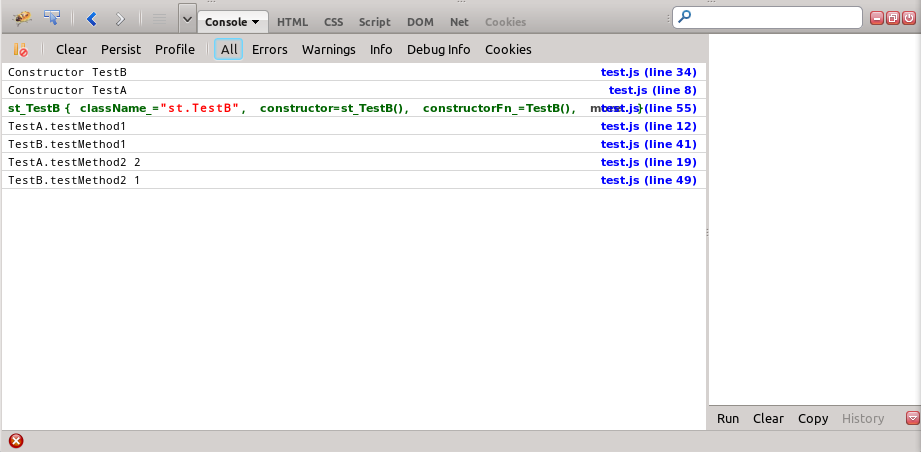 Console HTML CSS Script DOM Net Cookies
Clear Persist Profile All Errors Warnings Info Debug Info Cookies
Constructor TestB test.js (line 34)
Constructor TestA test.js (line 8)
st_TestB { className_="st.TestB", constructor=st_TestB(), constructorFn_=TestB(), more...} test.js (line 55)
TestA.testMethod1 test.js (line 12)
TestB.testMethod1 test.js (line 41)
TestA.testMethod2 2 test.js (line 19)
TestB.testMethod2 1 test.js (line 49)
Run Clear Copy History